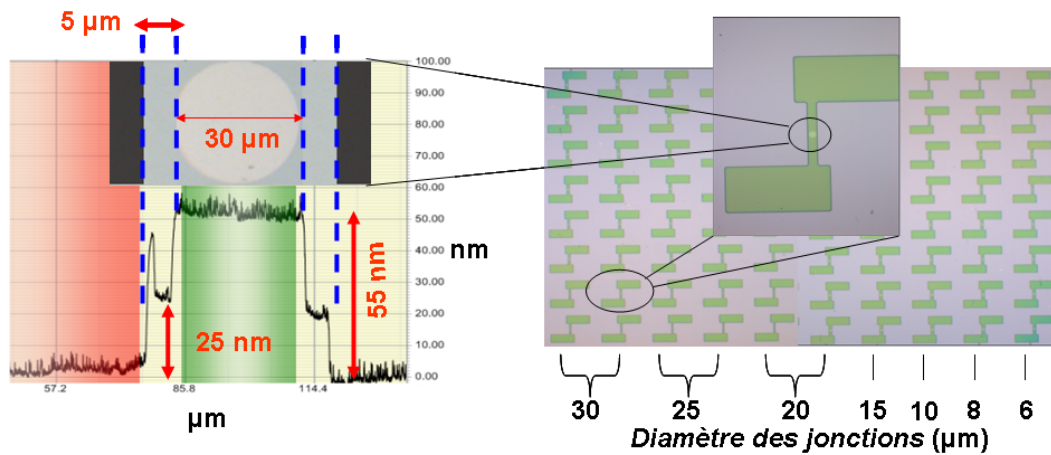 5 µm
100.00
90.00
80.00
30 µm
70.00
60.00
50.00
nm
40.00
55 nm
30.00
25 nm
20.00
10.00
0.00
57.2 85.8 114.4
µm
30 25 20 15 10 8 6
Diamètre des jonctions (µm)